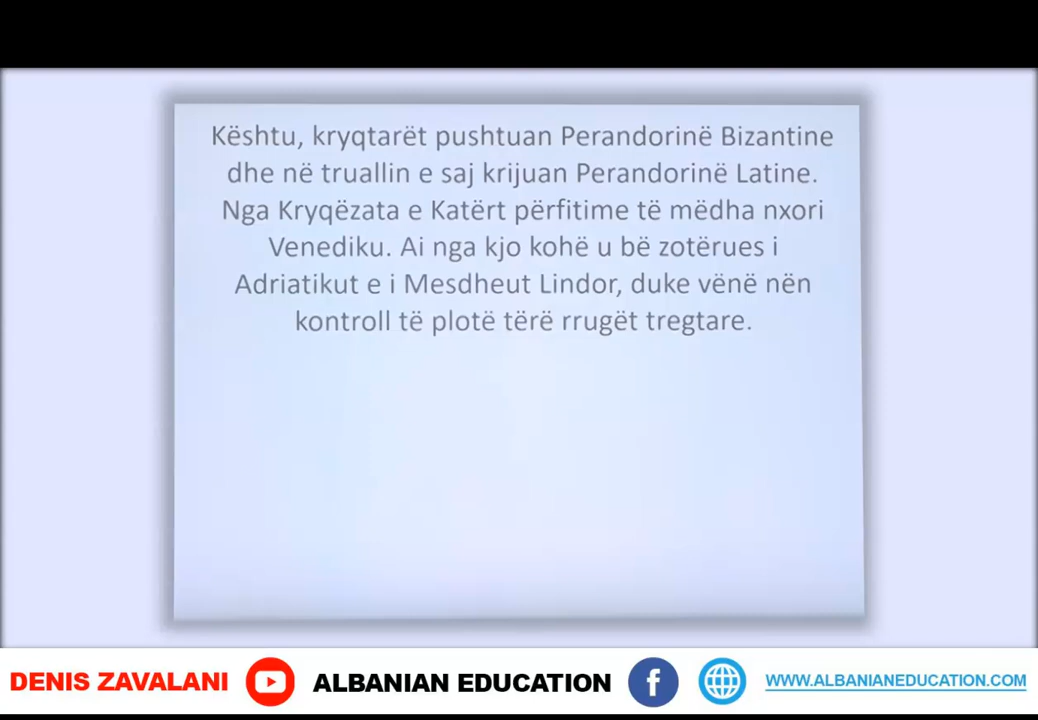 Kështu, kryqtarët pushtuan Perandorinë Bizantine
dhe në truallin e saj krijuan Perandorinë Latine.
Nga Kryqëzata e Katërt përfitime të mëdha nxori
Venediku. Ai nga kjo kohë u bë zotërues i
Adriatikut e i Mesdheut Lindor, duke vënë nën
kontroll të plotë tërë rrugët tregtare.
DENIS ZAVALANI ALBANIAN EDUCATION WWW.ALBANIANEDUCATION.COM